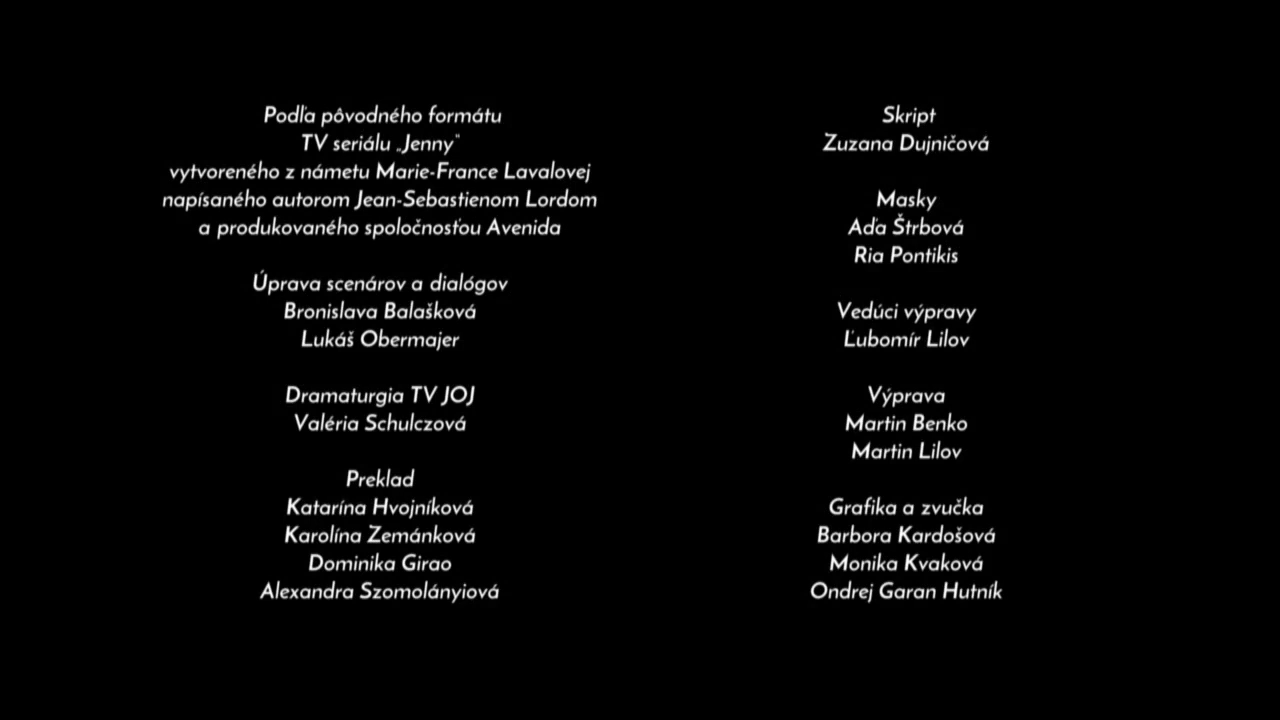 Podľa pôvodného formátu
TV seriálu „Jenny“
vytvoreného z námetu Marie-France Lavalovej
napísaného autorom Jean-Sebastienom Lordom
a produkovaného spoločnosťou Avenida
Úprava scenárov a dialógov
Bronislava Balašková
Lukáš Obermajer
Dramaturgia TV JOJ
Valéria Schulczová
Preklad
Katarína Hvojníková
Karolína Zemánková
Dominika Girao
Alexandra Szomolányiová
Skript
Zuzana Dujničová
Masky
Aďa Štrbová
Ria Pontikis
Vedúci výpravy
Ľubomír Lilov
Výprava
Martin Benko
Martin Lilov
Grafika a zvučka
Barbora Kardošová
Monika Kvaková
Ondrej Garan Hutník